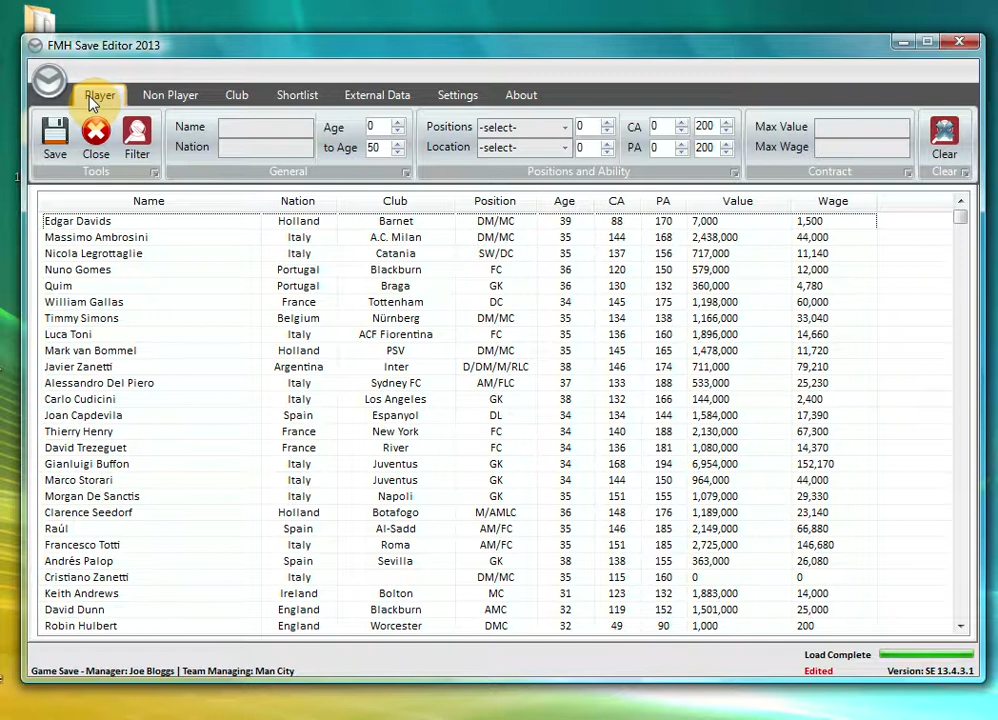 FMH Save Editor 2013
Player Non Player Club Shortlist External Data Settings About
Name Age 0 Positions -select- 0 CA 0 200 Max Value
Nation to Age 50 Location -select- 0 PA 0 200 Max Wage
Save Close Filter Clear
Tools General Positions and Ability Contract Clear
Name Nation Club Position Age CA PA Value Wage
Edgar Davids Holland Barnet DM/MC 39 88 170 7,000 1,500
Massimo Ambrosini Italy A.C. Milan DM/MC 35 144 168 2,438,000 44,000
Nicola Legrottaglie Italy Catania SW/DC 35 137 156 717,000 11,140
Nuno Gomes Portugal Blackburn FC 36 120 150 579,000 12,000
Quim Portugal Braga GK 36 130 132 360,000 4,780
William Gallas France Tottenham DC 34 145 175 1,198,000 60,000
Timmy Simons Belgium Nürnberg DM/MC 35 134 138 1,166,000 33,040
Luca Toni Italy ACF Fiorentina FC 35 136 160 1,896,000 14,660
Mark van Bommel Holland PSV DM/MC 35 145 165 1,478,000 11,720
Javier Zanetti Argentina Inter D/DM/M/RLC 38 146 174 711,000 79,210
Alessandro Del Piero Italy Sydney FC AM/FLC 37 133 188 533,000 25,230
Carlo Cudicini Italy Los Angeles GK 38 132 166 144,000 2,400
Joan Capdevila Spain Espanyol DL 34 134 144 1,584,000 17,390
Thierry Henry France New York FC 34 140 188 2,130,000 67,300
David Trezeguet France River FC 34 136 181 1,080,000 14,370
Gianluigi Buffon Italy Juventus GK 34 168 194 6,954,000 152,170
Marco Storari Italy Juventus GK 34 144 150 964,000 44,000
Morgan De Sanctis Italy Napoli GK 35 151 155 1,079,000 29,330
Clarence Seedorf Holland Botafogo M/AMLC 36 148 176 1,189,000 23,140
Raúl Spain Al-Sadd AM/FC 35 146 185 2,149,000 66,880
Francesco Totti Italy Roma AM/FC 35 151 185 2,725,000 146,680
Andrés Palop Spain Sevilla GK 38 138 155 363,000 26,080
Cristiano Zanetti Italy DM/MC 35 115 160 0 0
Keith Andrews Ireland Bolton MC 31 123 132 1,883,000 14,000
David Dunn England Blackburn AMC 32 119 152 1,501,000 25,000
Robin Hulbert England Worcester DMC 32 49 90 1,000 200
Load Complete
Game Save - Manager: Joe Bloggs | Team Managing: Man City Edited Version: SE 13.4.3.1